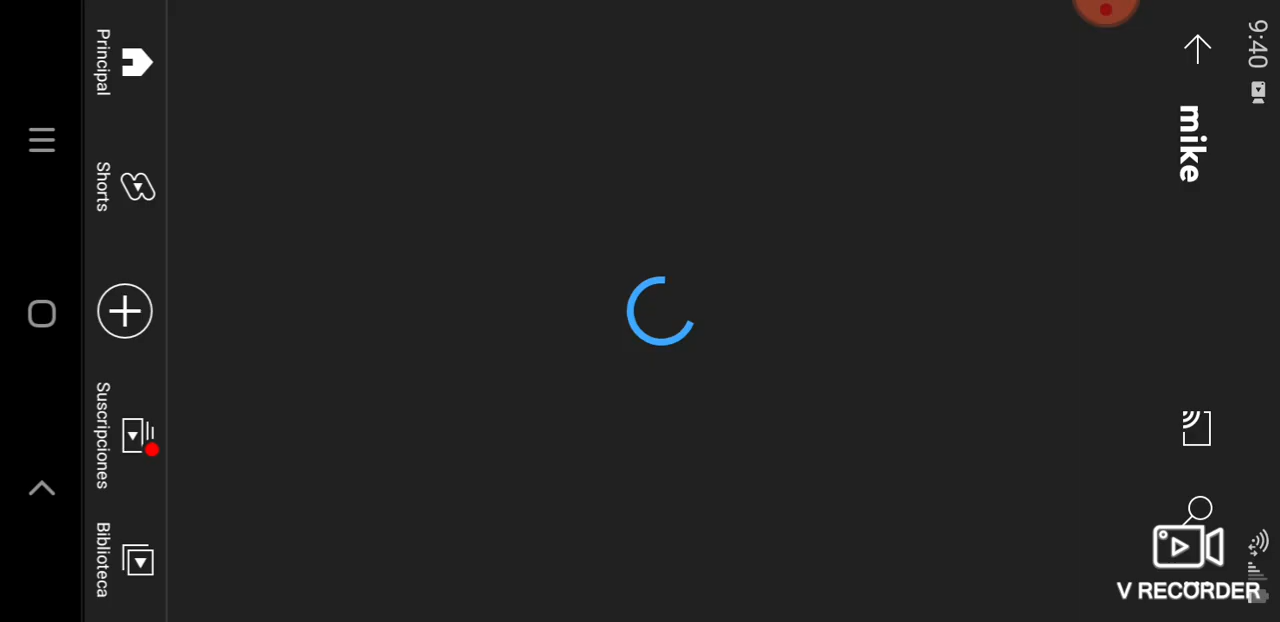 9:40
mike
Principal
Shorts
Suscripciones
Biblioteca
V RECORDER